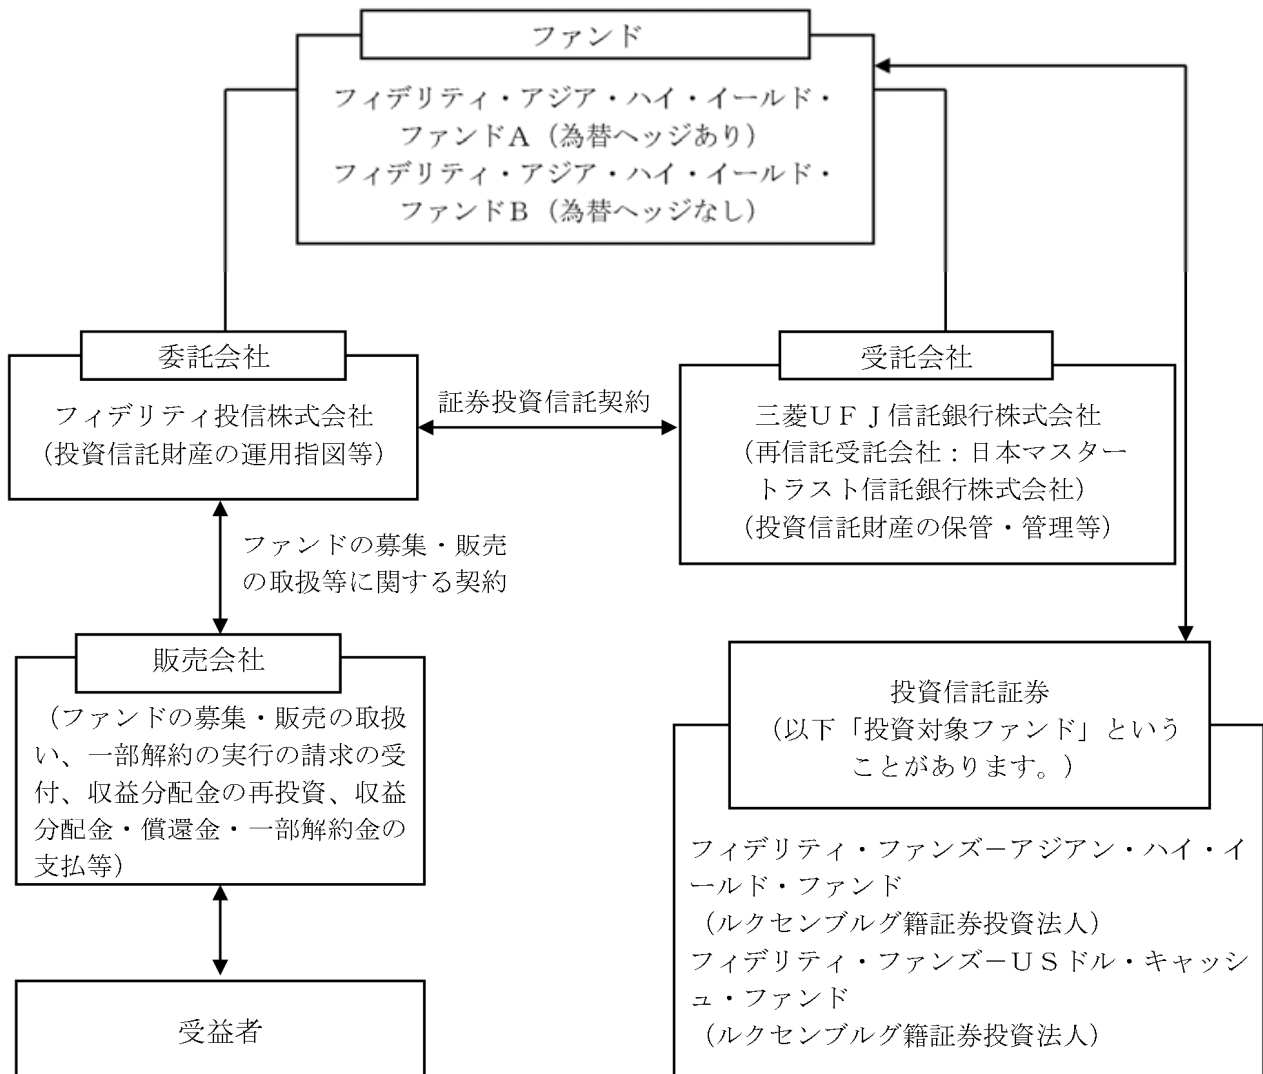 ファンド
フィデリティ・アジア・ハイ・イールド・
ファンドA（為替ヘッジあり）
フィデリティ・アジア・ハイ・イールド・
ファンドB（為替ヘッジなし）
委託会社
フィデリティ投信株式会社
（投資信託財産の運用指図等）
証券投資信託契約
受託会社
三菱UFJ信託銀行株式会社
（再信託受託会社：日本マスター
トラスト信託銀行株式会社）
（投資信託財産の保管・管理等）
ファンドの募集・販売
の取扱等に関する契約
販売会社
（ファンドの募集・販売の取扱
い、一部解約の実行の請求の受
付、収益分配金の再投資、収益
分配金・償還金・一部解約金の
支払等）
受益者
投資信託証券
（以下「投資対象ファンド」という
ことがあります。）
フィデリティ・ファンズ－アジアン・ハイ・イ
ールド・ファンド
（ルクセンブルグ籍証券投資法人）
フィデリティ・ファンズ－USドル・キャッシ
ュ・ファンド
（ルクセンブルグ籍証券投資法人）